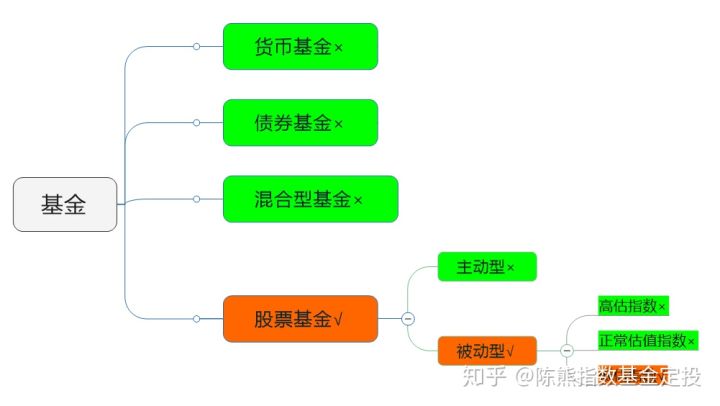 货币基金×
债券基金×
混合型基金×
基金
股票基金√
主动型×
被动型√
高估指数×
正常估值指数×
知乎 @陈熊指数基金定投